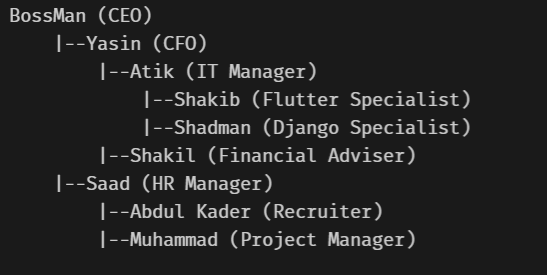 BossMan (CEO)
    |--Yasin (CFO)
        |--Atik (IT Manager)
            |--Shakib (Flutter Specialist)
            |--Shadman (Django Specialist)
        |--Shakil (Financial Adviser)
    |--Saad (HR Manager)
        |--Abdul Kader (Recruiter)
        |--Muhammad (Project Manager)